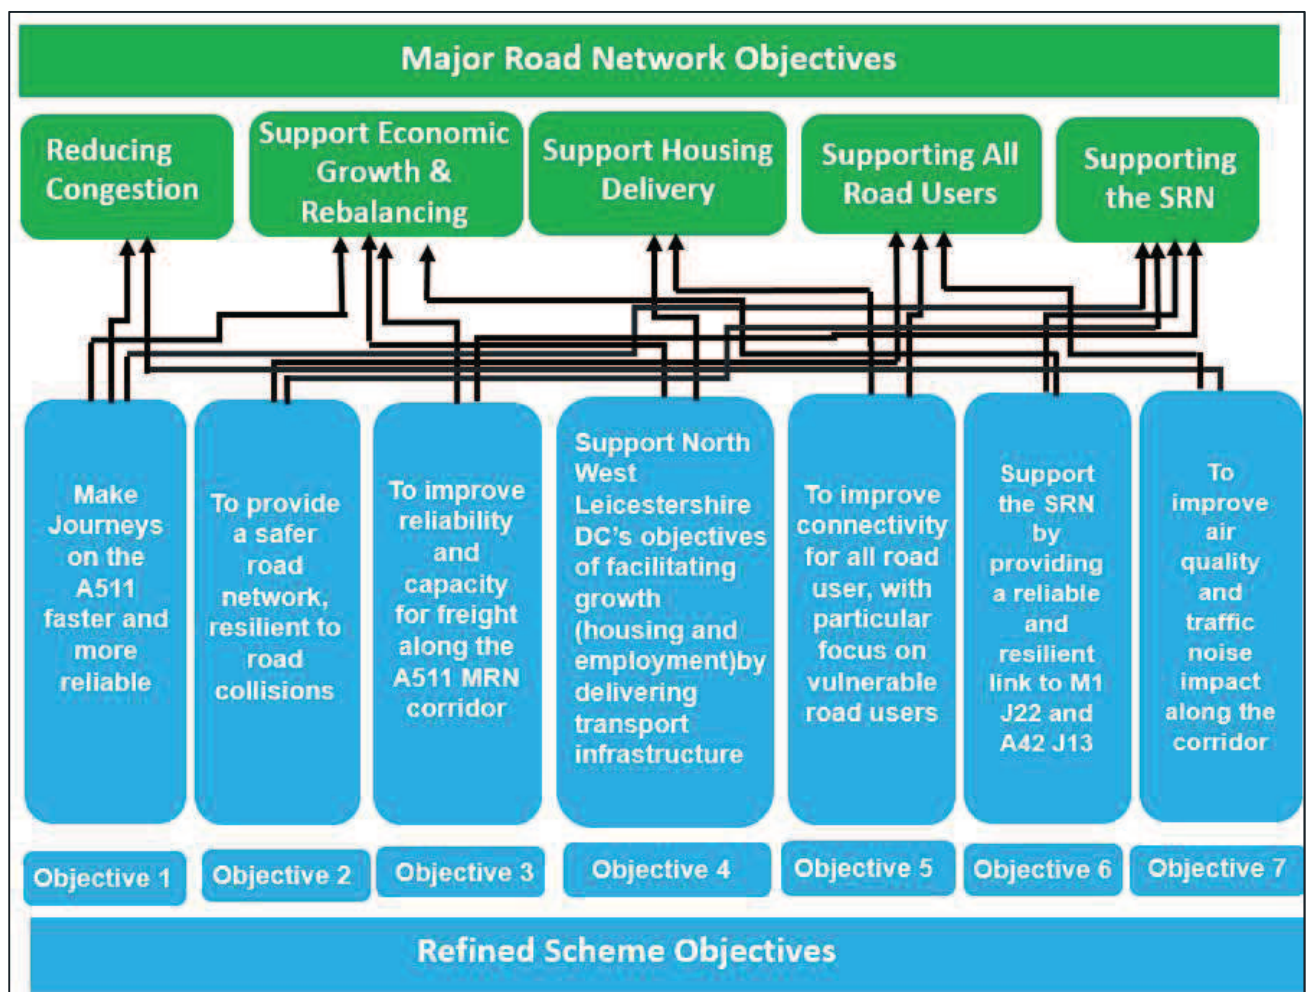 Major Road Network Objectives
Reducing
Congestion
Support Economic
Growth &
Rebalancing
Support Housing
Delivery
Supporting All
Road Users
Supporting
the SRN
Make
Journeys
on the
A511
faster and
more
reliable
To provide
a safer
road
network,
resilient to
road
collisions
To improve
reliability
and
capacity
for freight
along the
A511 MRN
corridor
Support North
West
Leicestershire
DC's objectives
of facilitating
growth
(housing and
employment)by
delivering
transport
infrastructure
To improve
connectivity
for all road
user, with
particular
focus on
vulnerable
road users
Support
the SRN
by
providing
a reliable
and
resilient
link to M1
J22 and
A42 J13
To
improve
air
quality
and
traffic
noise
impact
along the
corridor
Objective 1
Objective 2
Objective 3
Objective 4
Objective 5
Objective 6
Objective 7
Refined Scheme Objectives